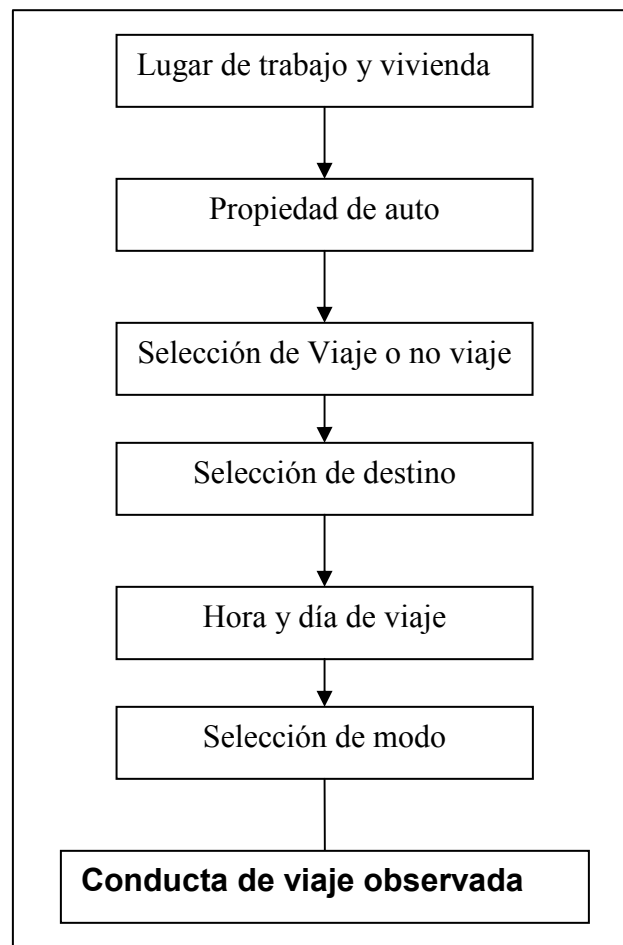 Lugar de trabajo y vivienda
Propiedad de auto
Selección de Viaje o no viaje
Selección de destino
Hora y día de viaje
Selección de modo
Conducta de viaje observada